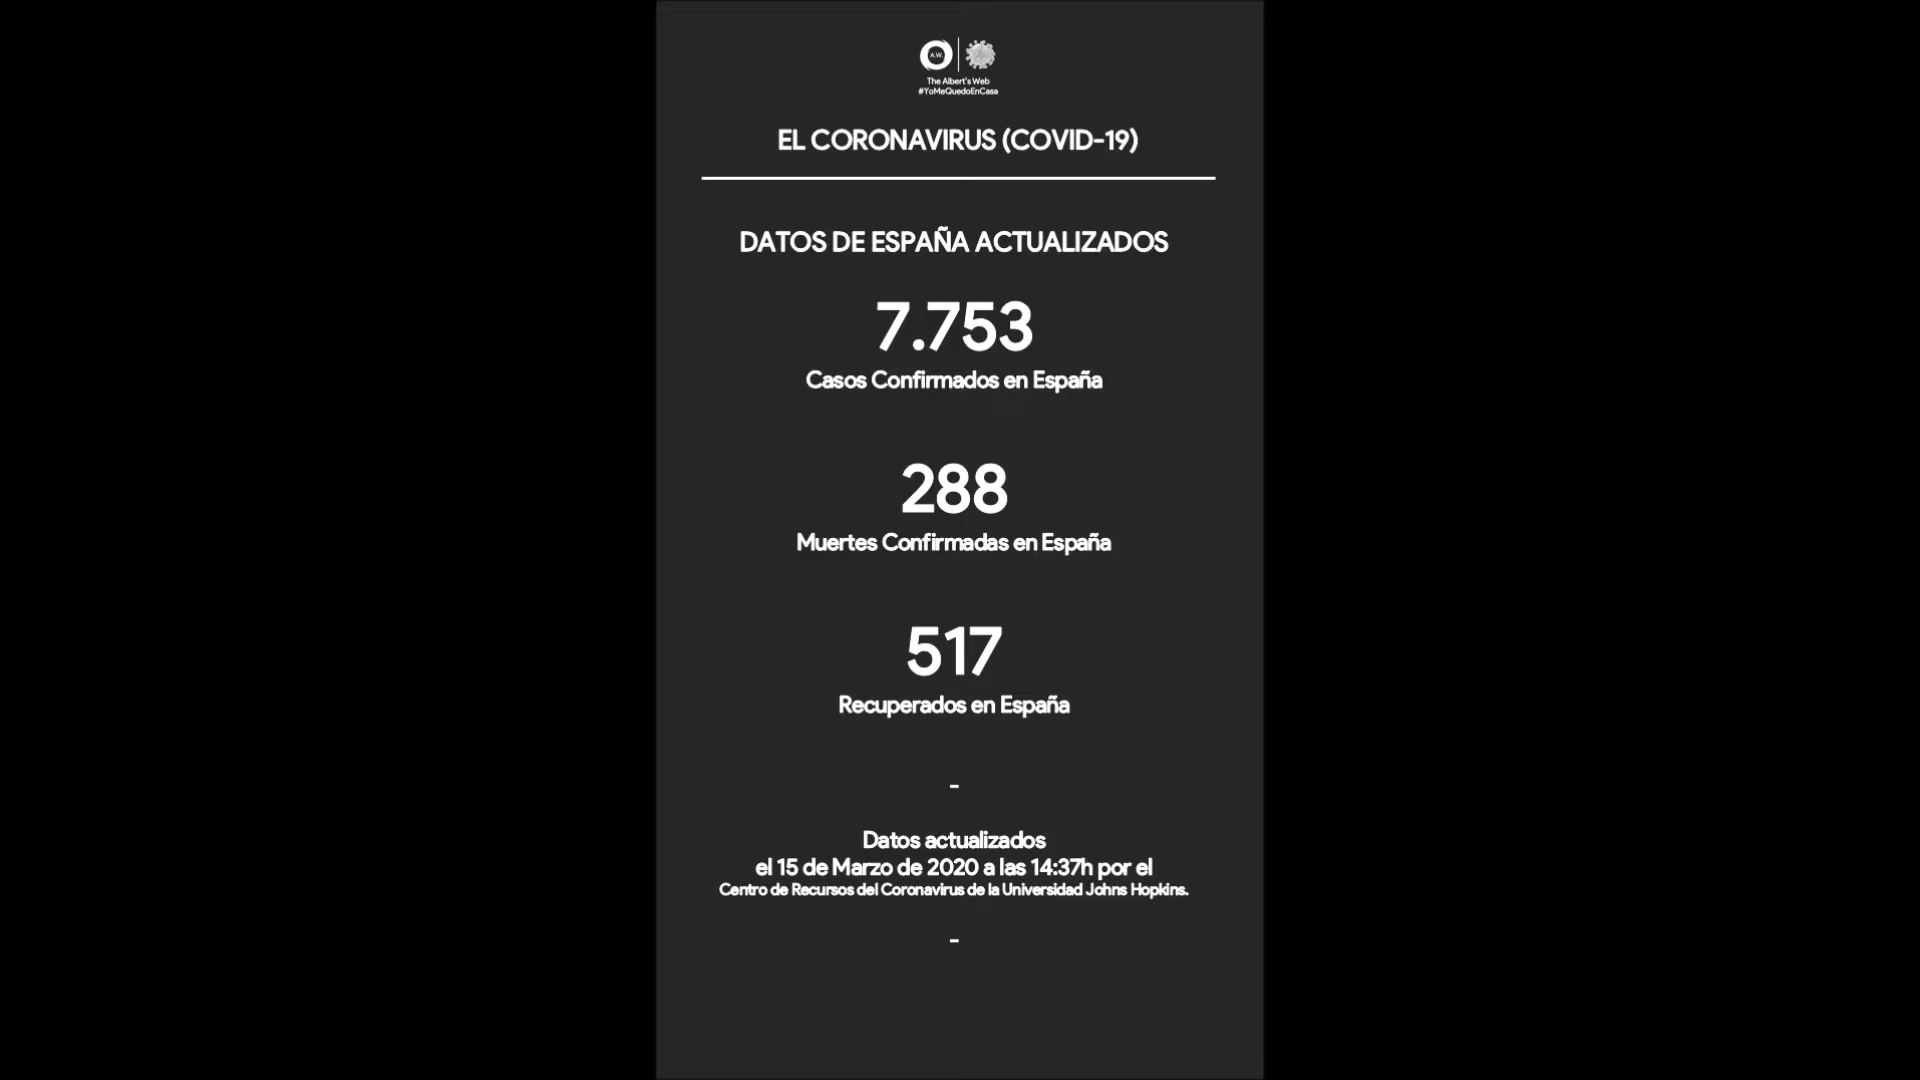 A.W.
The Albert's Web
#YoMeQuedoEnCasa
EL CORONAVIRUS (COVID-19)
DATOS DE ESPAÑA ACTUALIZADOS
7.753
Casos Confirmados en España
288
Muertes Confirmadas en España
517
Recuperados en España
-
Datos actualizados
el 15 de Marzo de 2020 a las 14:37h por el
Centro de Recursos del Coronavirus de la Universidad Johns Hopkins.
-